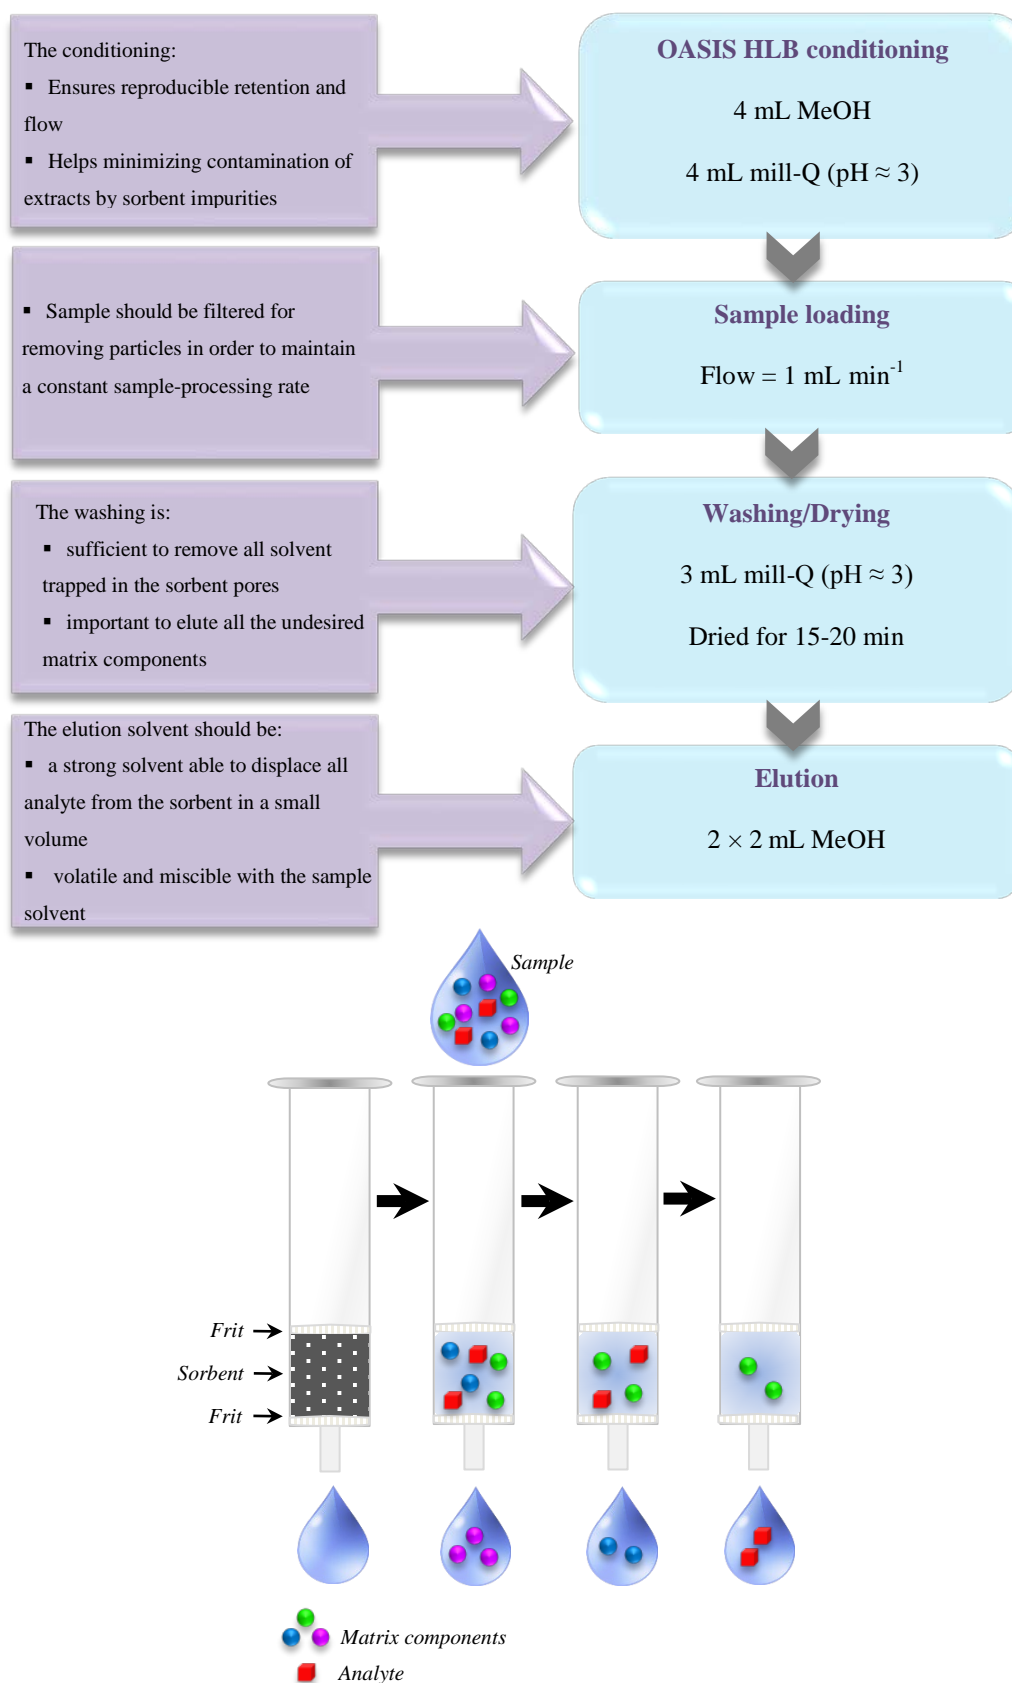 The conditioning:
▪ Ensures reproducible retention and
flow
▪ Helps minimizing contamination of
extracts by sorbent impurities
OASIS HLB conditioning
4 mL MeOH
4 mL mill-Q (pH ≈ 3)
▪ Sample should be filtered for
removing particles in order to maintain
a constant sample-processing rate
Sample loading
Flow = 1 mL min⁻¹
The washing is:
▪ sufficient to remove all solvent
trapped in the sorbent pores
▪ important to elute all the undesired
matrix components
Washing/Drying
3 mL mill-Q (pH ≈ 3)
Dried for 15-20 min
The elution solvent should be:
▪ a strong solvent able to displace all
analyte from the sorbent in a small
volume
▪ volatile and miscible with the sample
solvent
Elution
2 × 2 mL MeOH
Sample
Frit
Sorbent
Frit
Matrix components
Analyte